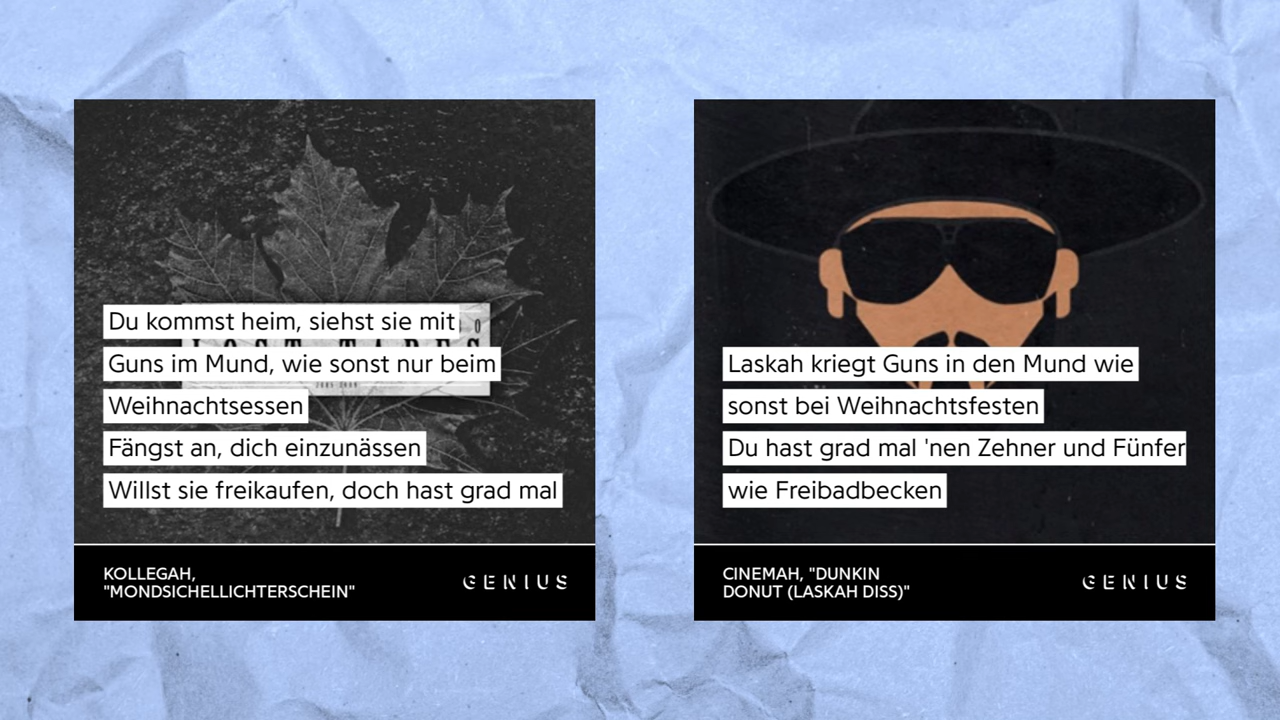 Du kommst heim, siehst sie mit
Guns im Mund, wie sonst nur beim
Weihnachtsessen
Fängst an, dich einzunässen
Willst sie freikaufen, doch hast grad mal
KOLLEGAH,
"MONDSICHELLICHTERSCHEIN"
GENIUS
Laskah kriegt Guns in den Mund wie
sonst bei Weihnachtsfesten
Du hast grad mal 'nen Zehner und Fünfer
wie Freibadbecken
CINEMAH, "DUNKIN
DONUT (LASKAH DISS)"
GENIUS